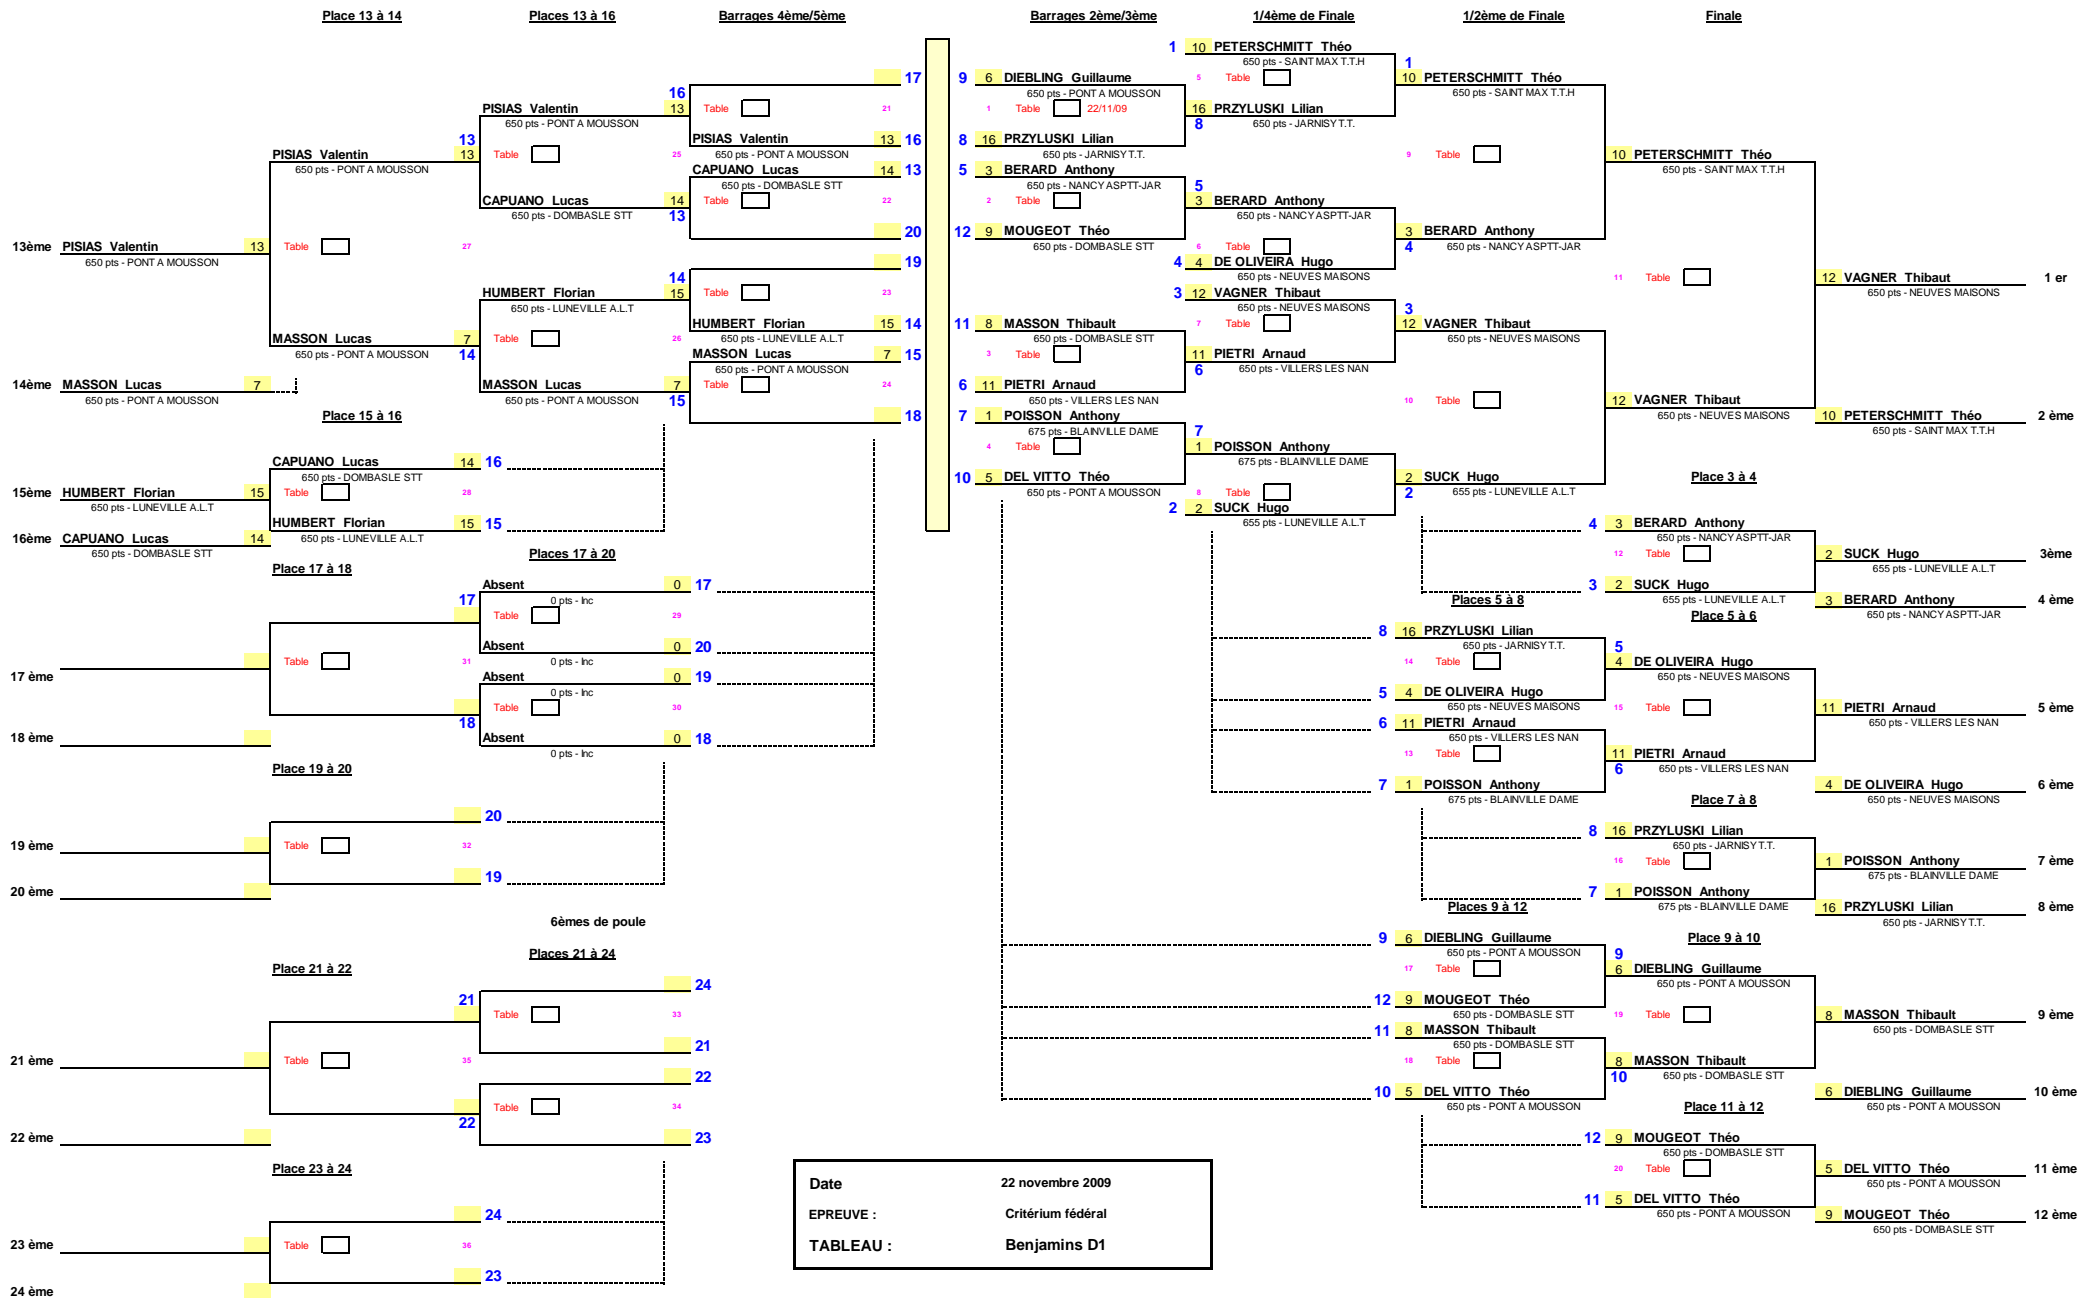 Place 13 à 14 Places 13 à 16 Barrages 4ème/5ème Barrages 2ème/3ème 1/4ème de Finale 1/2ème de Finale Finale
17
16
PISIAS Valentin 13 Table 21
650 pts - PONT A MOUSSON
13 PISIAS Valentin 13 16
PISIAS Valentin 13 Table 25 650 pts - PONT A MOUSSON
650 pts - PONT A MOUSSON
CAPUANO Lucas 14 13
650 pts - DOMBASLE STT
CAPUANO Lucas 14 Table 22
650 pts - DOMBASLE STT 13
20
13ème PISIAS Valentin 13 Table 27
650 pts - PONT A MOUSSON
19
14
HUMBERT Florian 15 Table 23
650 pts - LUNEVILLE A.L.T
HUMBERT Florian 15 14
MASSON Lucas 7 Table 26 650 pts - LUNEVILLE A.L.T
650 pts - PONT A MOUSSON 14
MASSON Lucas 7 15
650 pts - PONT A MOUSSON
14ème MASSON Lucas 7
650 pts - PONT A MOUSSON
MASSON Lucas 7 Table 24
650 pts - PONT A MOUSSON 15
18
Place 15 à 16
CAPUANO Lucas 14 16
650 pts - DOMBASLE STT
15ème HUMBERT Florian 15 Table 28
650 pts - LUNEVILLE A.L.T
HUMBERT Florian 15 15
650 pts - LUNEVILLE A.L.T
16ème CAPUANO Lucas 14
650 pts - DOMBASLE STT
Places 17 à 20
Place 17 à 18
Absent 0 17
0 pts - Inc
17
Table 29
Absent 0 20
0 pts - Inc
17 ème Table 31
Absent 0 19
0 pts - Inc
Table 30
18
18 ème
Absent 0 18
0 pts - Inc
Place 19 à 20
20
19 ème Table 32
19
20 ème
6èmes de poule
Places 21 à 24
Place 21 à 22
24
21
Table 33
21
21 ème Table 35
22
Table 34
22
22 ème
23
Place 23 à 24
24
23 ème Table 36
23
24 ème
1 10 PETERSCHMITT Théo
650 pts - SAINT MAX T.T.H
9 6 DIEBLING Guillaume
650 pts - PONT A MOUSSON
5 Table
1
10 PETERSCHMITT Théo
650 pts - SAINT MAX T.T.H
1 Table 22/11/09
16 PRZYLUSKI Lilian
8 650 pts - JARNISY T.T.
8 16 PRZYLUSKI Lilian
650 pts - JARNISY T.T.
9 Table
10 PETERSCHMITT Théo
650 pts - SAINT MAX T.T.H
5 3 BERARD Anthony
650 pts - NANCY ASPTT-JAR
2 Table
5
3 BERARD Anthony
650 pts - NANCY ASPTT-JAR
12 9 MOUGEOT Théo
650 pts - DOMBASLE STT
6 Table
3 BERARD Anthony
4 650 pts - NANCY ASPTT-JAR
4 4 DE OLIVEIRA Hugo
650 pts - NEUVES MAISONS
11 Table
12 VAGNER Thibaut 1 er
650 pts - NEUVES MAISONS
3 12 VAGNER Thibaut
650 pts - NEUVES MAISONS
11 8 MASSON Thibault
650 pts - DOMBASLE STT
7 Table
3
12 VAGNER Thibaut
650 pts - NEUVES MAISONS
3 Table
11 PIETRI Arnaud
6 650 pts - VILLERS LES NAN
6 11 PIETRI Arnaud
650 pts - VILLERS LES NAN
10 Table
12 VAGNER Thibaut
650 pts - NEUVES MAISONS
10 PETERSCHMITT Théo 2 ème
650 pts - SAINT MAX T.T.H
7 1 POISSON Anthony
675 pts - BLAINVILLE DAME
4 Table
7
1 POISSON Anthony
675 pts - BLAINVILLE DAME
10 5 DEL VITTO Théo
650 pts - PONT A MOUSSON
8 Table
2 SUCK Hugo
2 655 pts - LUNEVILLE A.L.T
2 2 SUCK Hugo
655 pts - LUNEVILLE A.L.T
Place 3 à 4
4 3 BERARD Anthony
650 pts - NANCY ASPTT-JAR
12 Table
2 SUCK Hugo 3ème
655 pts - LUNEVILLE A.L.T
3 2 SUCK Hugo
655 pts - LUNEVILLE A.L.T
3 BERARD Anthony 4 ème
650 pts - NANCY ASPTT-JAR
Places 5 à 8
Place 5 à 6
8 16 PRZYLUSKI Lilian
650 pts - JARNISY T.T.
14 Table
5
4 DE OLIVEIRA Hugo
650 pts - NEUVES MAISONS
5 4 DE OLIVEIRA Hugo
650 pts - NEUVES MAISONS
15 Table
11 PIETRI Arnaud 5 ème
650 pts - VILLERS LES NAN
6 11 PIETRI Arnaud
650 pts - VILLERS LES NAN
13 Table
11 PIETRI Arnaud
6 650 pts - VILLERS LES NAN
7 1 POISSON Anthony
675 pts - BLAINVILLE DAME
4 DE OLIVEIRA Hugo 6 ème
650 pts - NEUVES MAISONS
Place 7 à 8
8 16 PRZYLUSKI Lilian
650 pts - JARNISY T.T.
16 Table
1 POISSON Anthony 7 ème
675 pts - BLAINVILLE DAME
7 1 POISSON Anthony
675 pts - BLAINVILLE DAME
16 PRZYLUSKI Lilian 8 ème
650 pts - JARNISY T.T.
Places 9 à 12
Place 9 à 10
9 6 DIEBLING Guillaume
650 pts - PONT A MOUSSON
17 Table
9
6 DIEBLING Guillaume
650 pts - PONT A MOUSSON
12 9 MOUGEOT Théo
650 pts - DOMBASLE STT
19 Table
8 MASSON Thibault 9 ème
650 pts - DOMBASLE STT
11 8 MASSON Thibault
650 pts - DOMBASLE STT
18 Table
8 MASSON Thibault
10 650 pts - DOMBASLE STT
10 5 DEL VITTO Théo
650 pts - PONT A MOUSSON
6 DIEBLING Guillaume 10 ème
650 pts - PONT A MOUSSON
Place 11 à 12
12 9 MOUGEOT Théo
650 pts - DOMBASLE STT
20 Table
5 DEL VITTO Théo 11 ème
650 pts - PONT A MOUSSON
11 5 DEL VITTO Théo
650 pts - PONT A MOUSSON
9 MOUGEOT Théo 12 ème
650 pts - DOMBASLE STT
Date 22 novembre 2009
EPREUVE : Critérium fédéral
TABLEAU : Benjamins D1